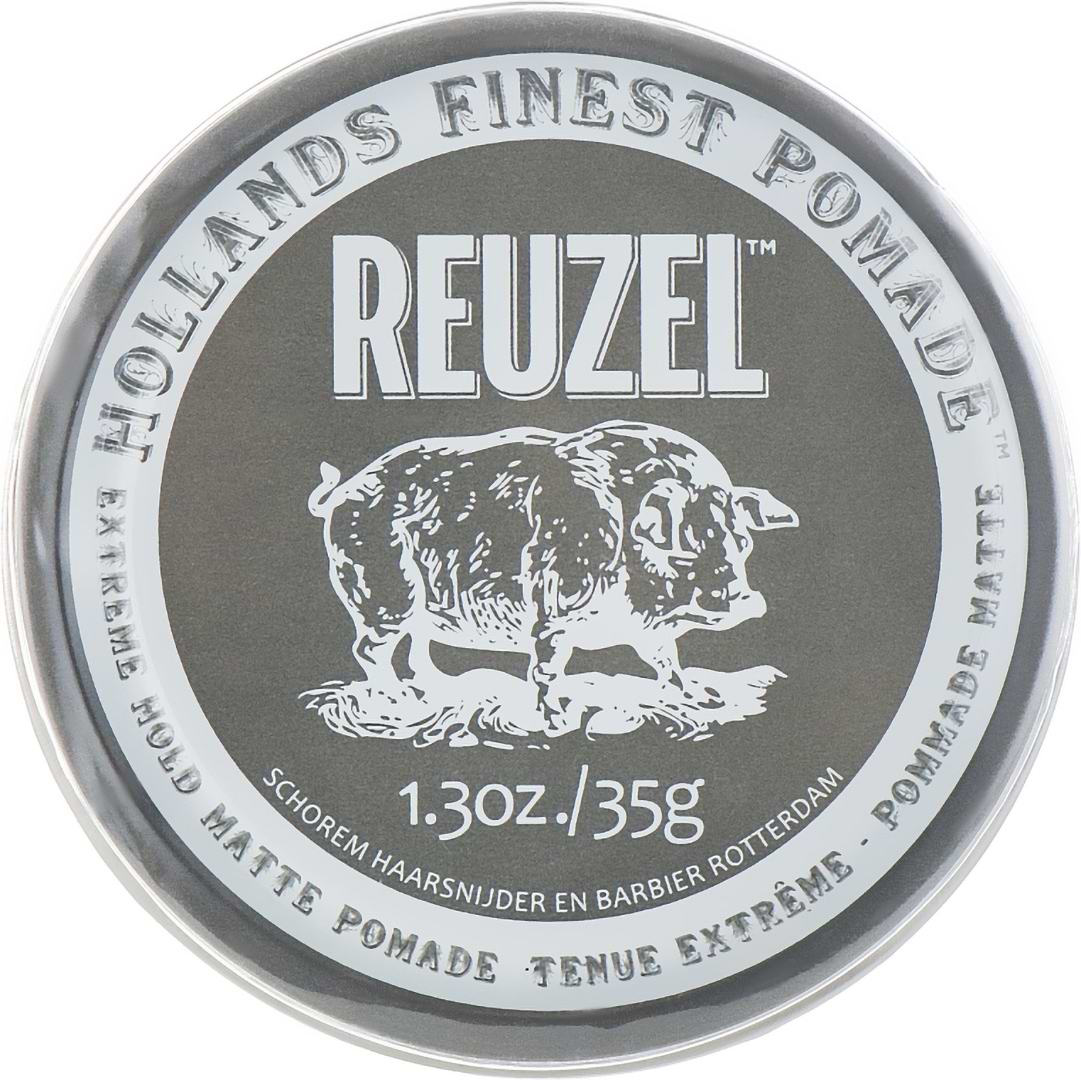 HOLLANDS FINEST POMADE™
REUZEL™
1.3oz./35g
SCHOREM HAARSNIJDER EN BARBIER ROTTERDAM
EXTREME HOLD MATTE POMADE · TENUE EXTRÊME - POMMADE MATTE